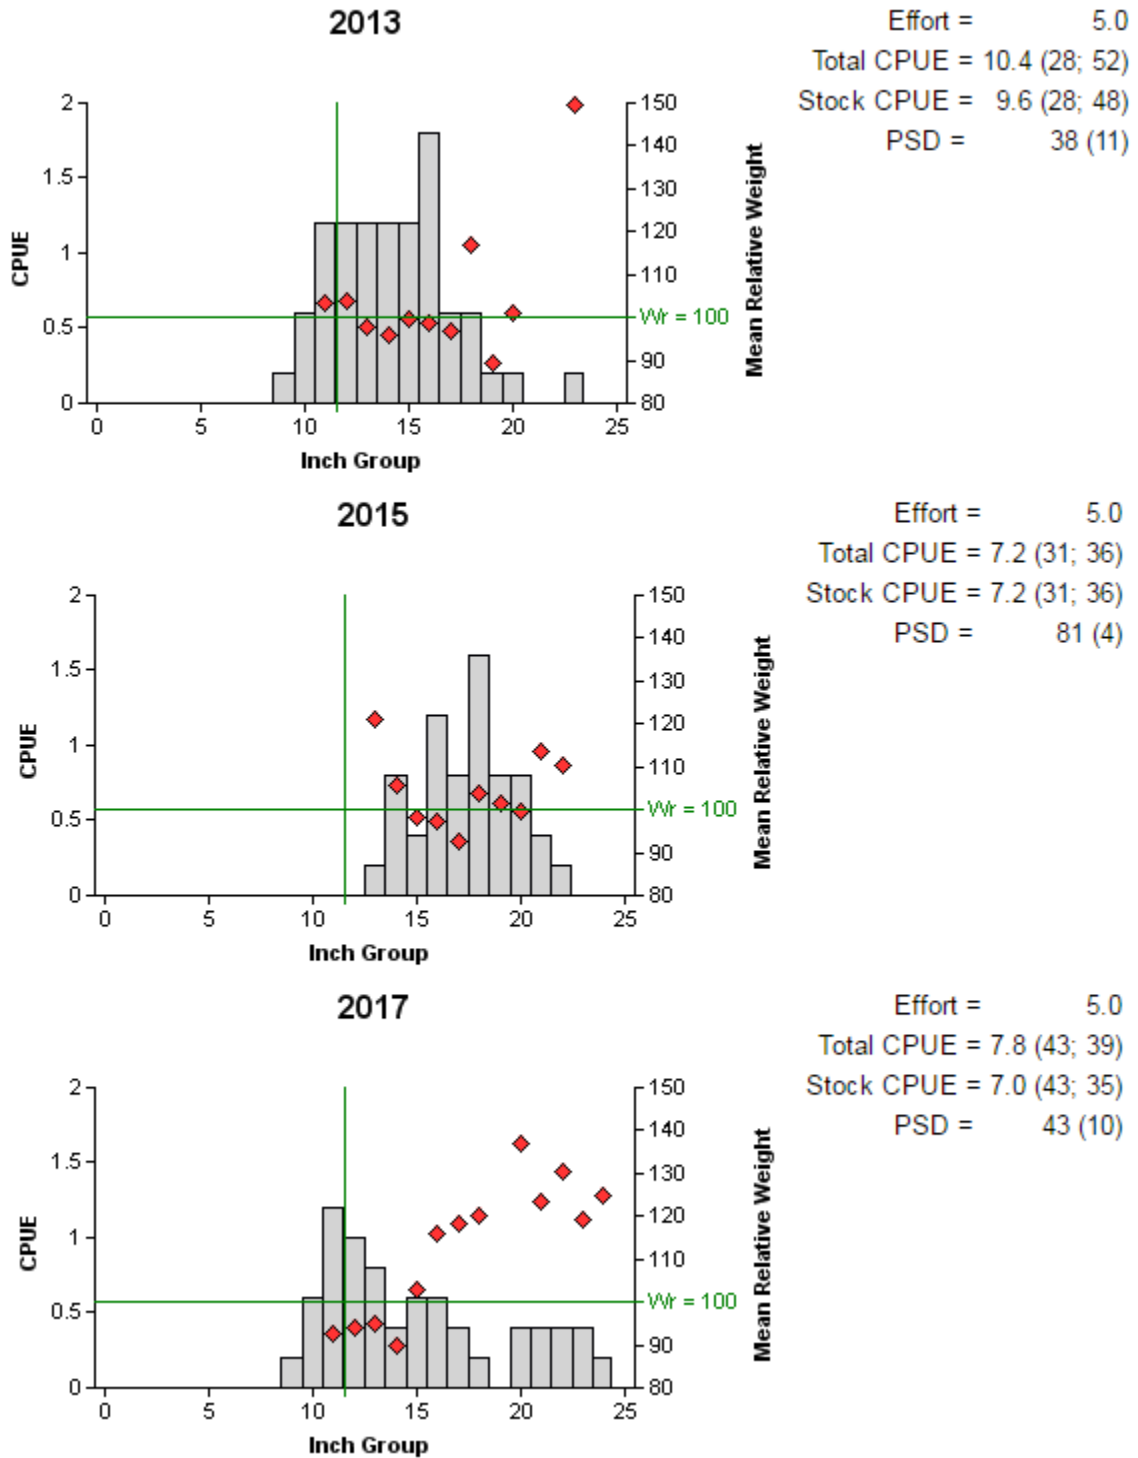 2013
Effort = 5.0
Total CPUE = 10.4 (28; 52)
Stock CPUE = 9.6 (28; 48)
PSD = 38 (11)
CPUE
2
1.5
1
0.5
0
150
140
130
120
110
Wr = 100
90
80
Mean Relative Weight
0 5 10 15 20 25
Inch Group
2015
Effort = 5.0
Total CPUE = 7.2 (31; 36)
Stock CPUE = 7.2 (31; 36)
PSD = 81 (4)
CPUE
2
1.5
1
0.5
0
150
140
130
120
110
Wr = 100
90
80
Mean Relative Weight
0 5 10 15 20 25
Inch Group
2017
Effort = 5.0
Total CPUE = 7.8 (43; 39)
Stock CPUE = 7.0 (43; 35)
PSD = 43 (10)
CPUE
2
1.5
1
0.5
0
150
140
130
120
110
Wr = 100
90
80
Mean Relative Weight
0 5 10 15 20 25
Inch Group